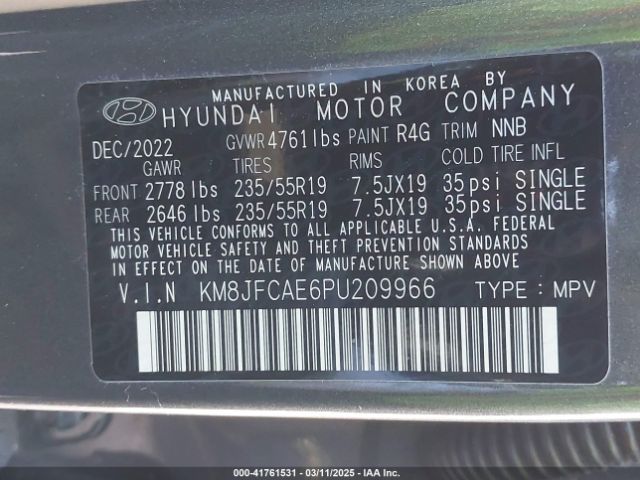 MANUFACTURED IN KOREA BY
HYUNDAI MOTOR COMPANY
DEC/2022 GVWR 4761lbs PAINT R4G TRIM NNB
GAWR TIRES RIMS COLD TIRE INFL
FRONT 2778 lbs 235/55R19 7.5JX19 35psi SINGLE
REAR 2646 lbs 235/55R19 7.5JX19 35psi SINGLE
THIS VEHICLE CONFORMS TO ALL APPLICABLE U.S.A. FEDERAL
MOTOR VEHICLE SAFETY AND THEFT PREVENTION STANDARDS
IN EFFECT ON THE DATE OF MANUFACTURE SHOWN ABOVE.
V.I.N KM8JFCAE6PU209966 TYPE : MPV
000-41761531 - 03/11/2025 - IAA Inc.